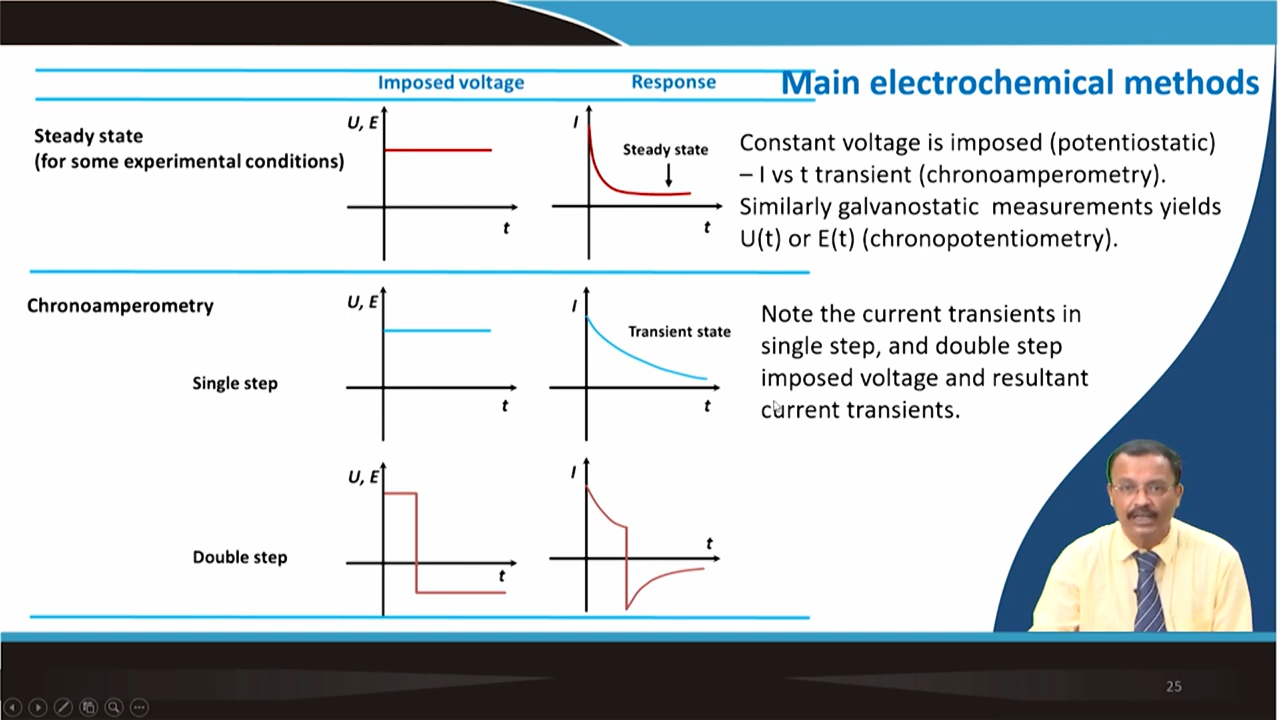 Main electrochemical methods
Imposed voltage
Response
Steady state
(for some experimental conditions)
U, E
t
I
Steady state
t
Constant voltage is imposed (potentiostatic)
– I vs t transient (chronoamperometry).
Similarly galvanostatic measurements yields
U(t) or E(t) (chronopotentiometry).
Chronoamperometry
Single step
U, E
t
I
Transient state
t
Note the current transients in
single step, and double step
imposed voltage and resultant
current transients.
Double step
U, E
t
I
t
25